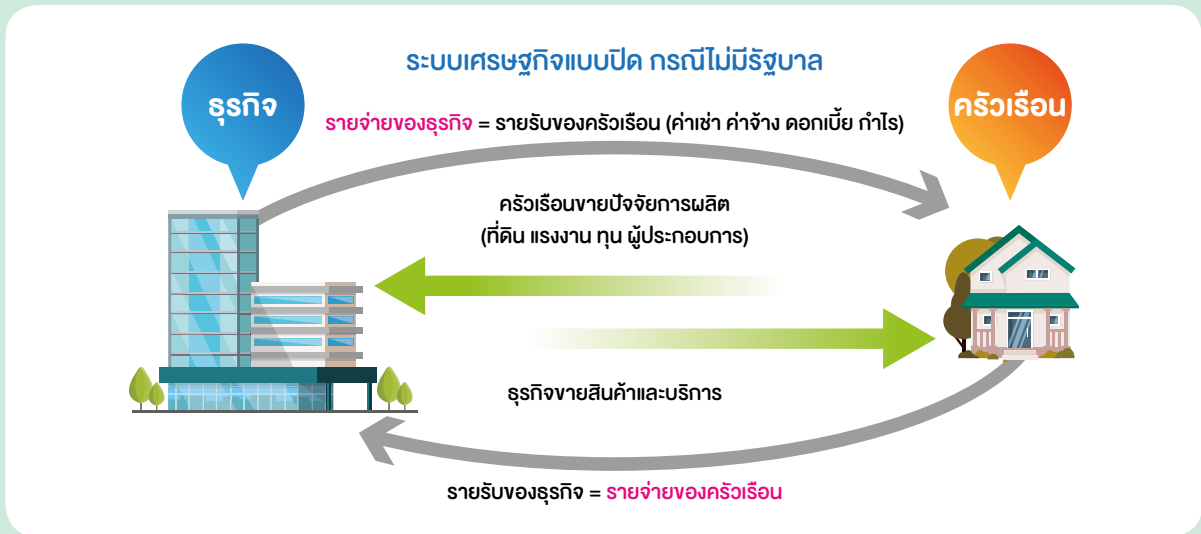 ระบบเศรษฐกิจแบบปิด กรณีไม่มีรัฐบาล
ธุรกิจ
ครัวเรือน
รายจ่ายของธุรกิจ = รายรับของครัวเรือน (ค่าเช่า ค่าจ้าง ดอกเบี้ย กำไร)
ครัวเรือนขายปัจจัยการผลิต
(ที่ดิน แรงงาน ทุน ผู้ประกอบการ)
ธุรกิจขายสินค้าและบริการ
รายรับของธุรกิจ = รายจ่ายของครัวเรือน